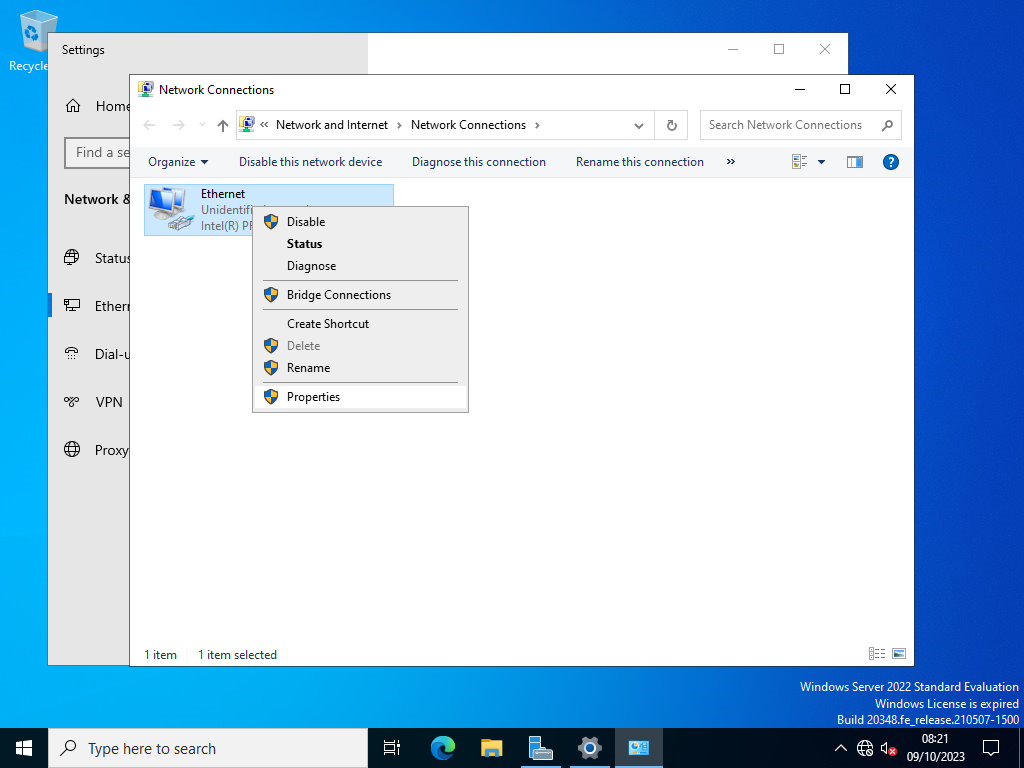 Recycle
Settings
Home
Find a se
Network &
Status
Ethern
Dial-u
VPN
Proxy
Network Connections
« Network and Internet › Network Connections ›
Search Network Connections
Organize
Disable this network device
Diagnose this connection
Rename this connection
»
Ethernet
Unidentifi
Intel(R) PR
Disable
Status
Diagnose
Bridge Connections
Create Shortcut
Delete
Rename
Properties
1 item
1 item selected
Windows Server 2022 Standard Evaluation
Windows License is expired
Build 20348.fe_release.210507-1500
Type here to search
08:21
09/10/2023